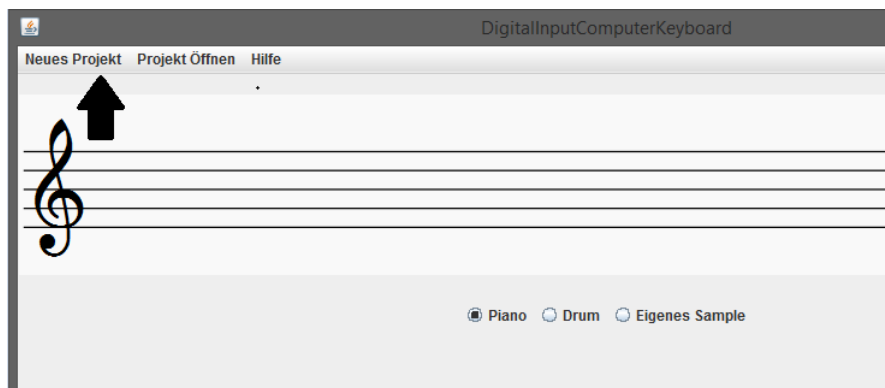 DigitalInputComputerKeyboard
Neues Projekt Projekt Öffnen Hilfe
Piano Drum Eigenes Sample